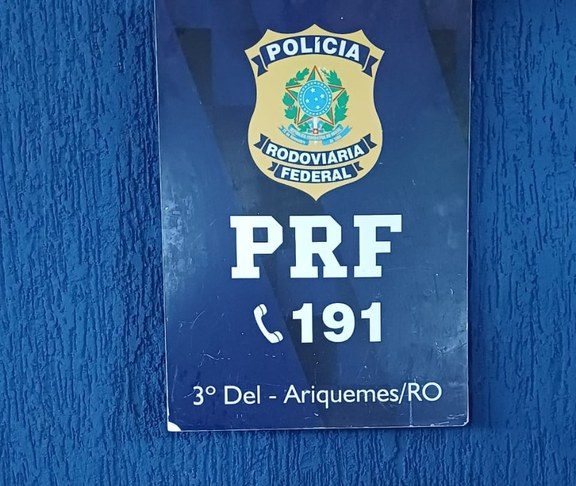 POLÍCIA
RODOVIÁRIA
FEDERAL
PRF
191
3º Del - Ariquemes/RO